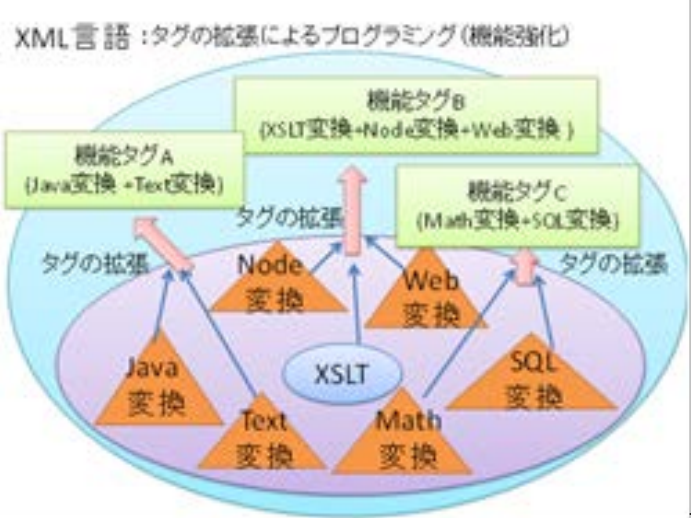 XML言語：タグの拡張によるプログラミング（機能強化）
機能タグB
(XSLT変換+Node変換+Web変換 )
機能タグA
(Java変換 +Text変換)
機能タグC
(Math変換+SQL変換)
タグの拡張
タグの拡張
タグの拡張
Node
変換
Web
変換
Java
変換
XSLT
SQL
変換
Text
変換
Math
変換